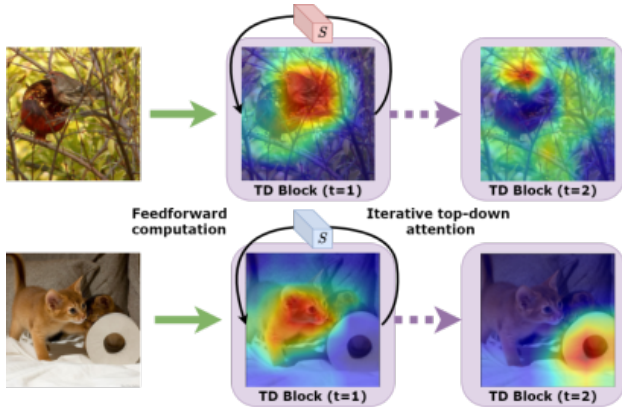 S
TD Block (t=1)
TD Block (t=2)
Feedforward
computation
Iterative top-down
attention
S
TD Block (t=1)
TD Block (t=2)